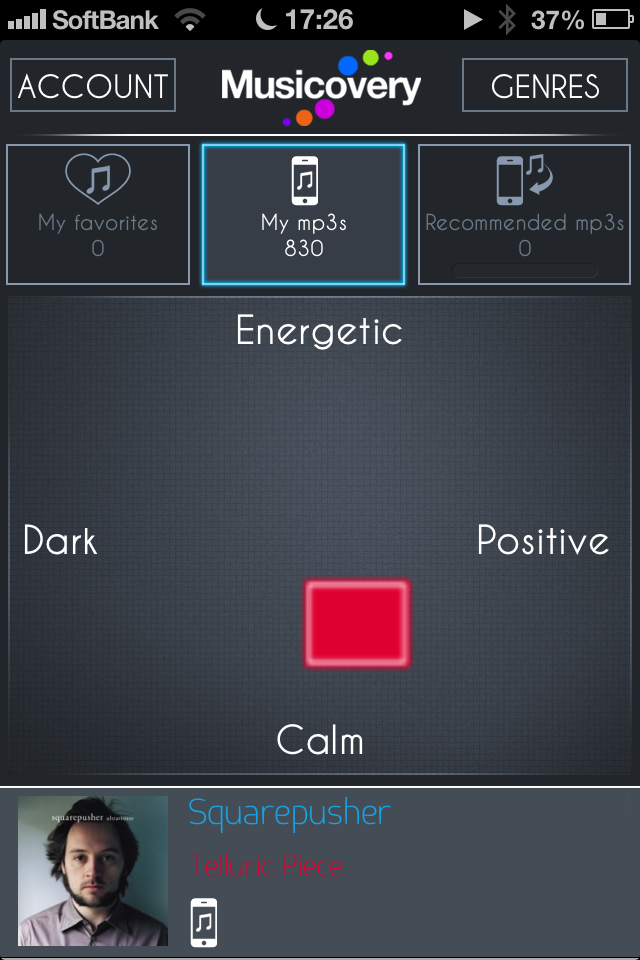 SoftBank 17:26 37%
ACCOUNT Musicovery GENRES
My favorites
0
My mp3s
830
Recommended mp3s
0
Energetic
Dark Positive
Calm
squarepusher ultravisitor
Squarepusher
Telluric Piece